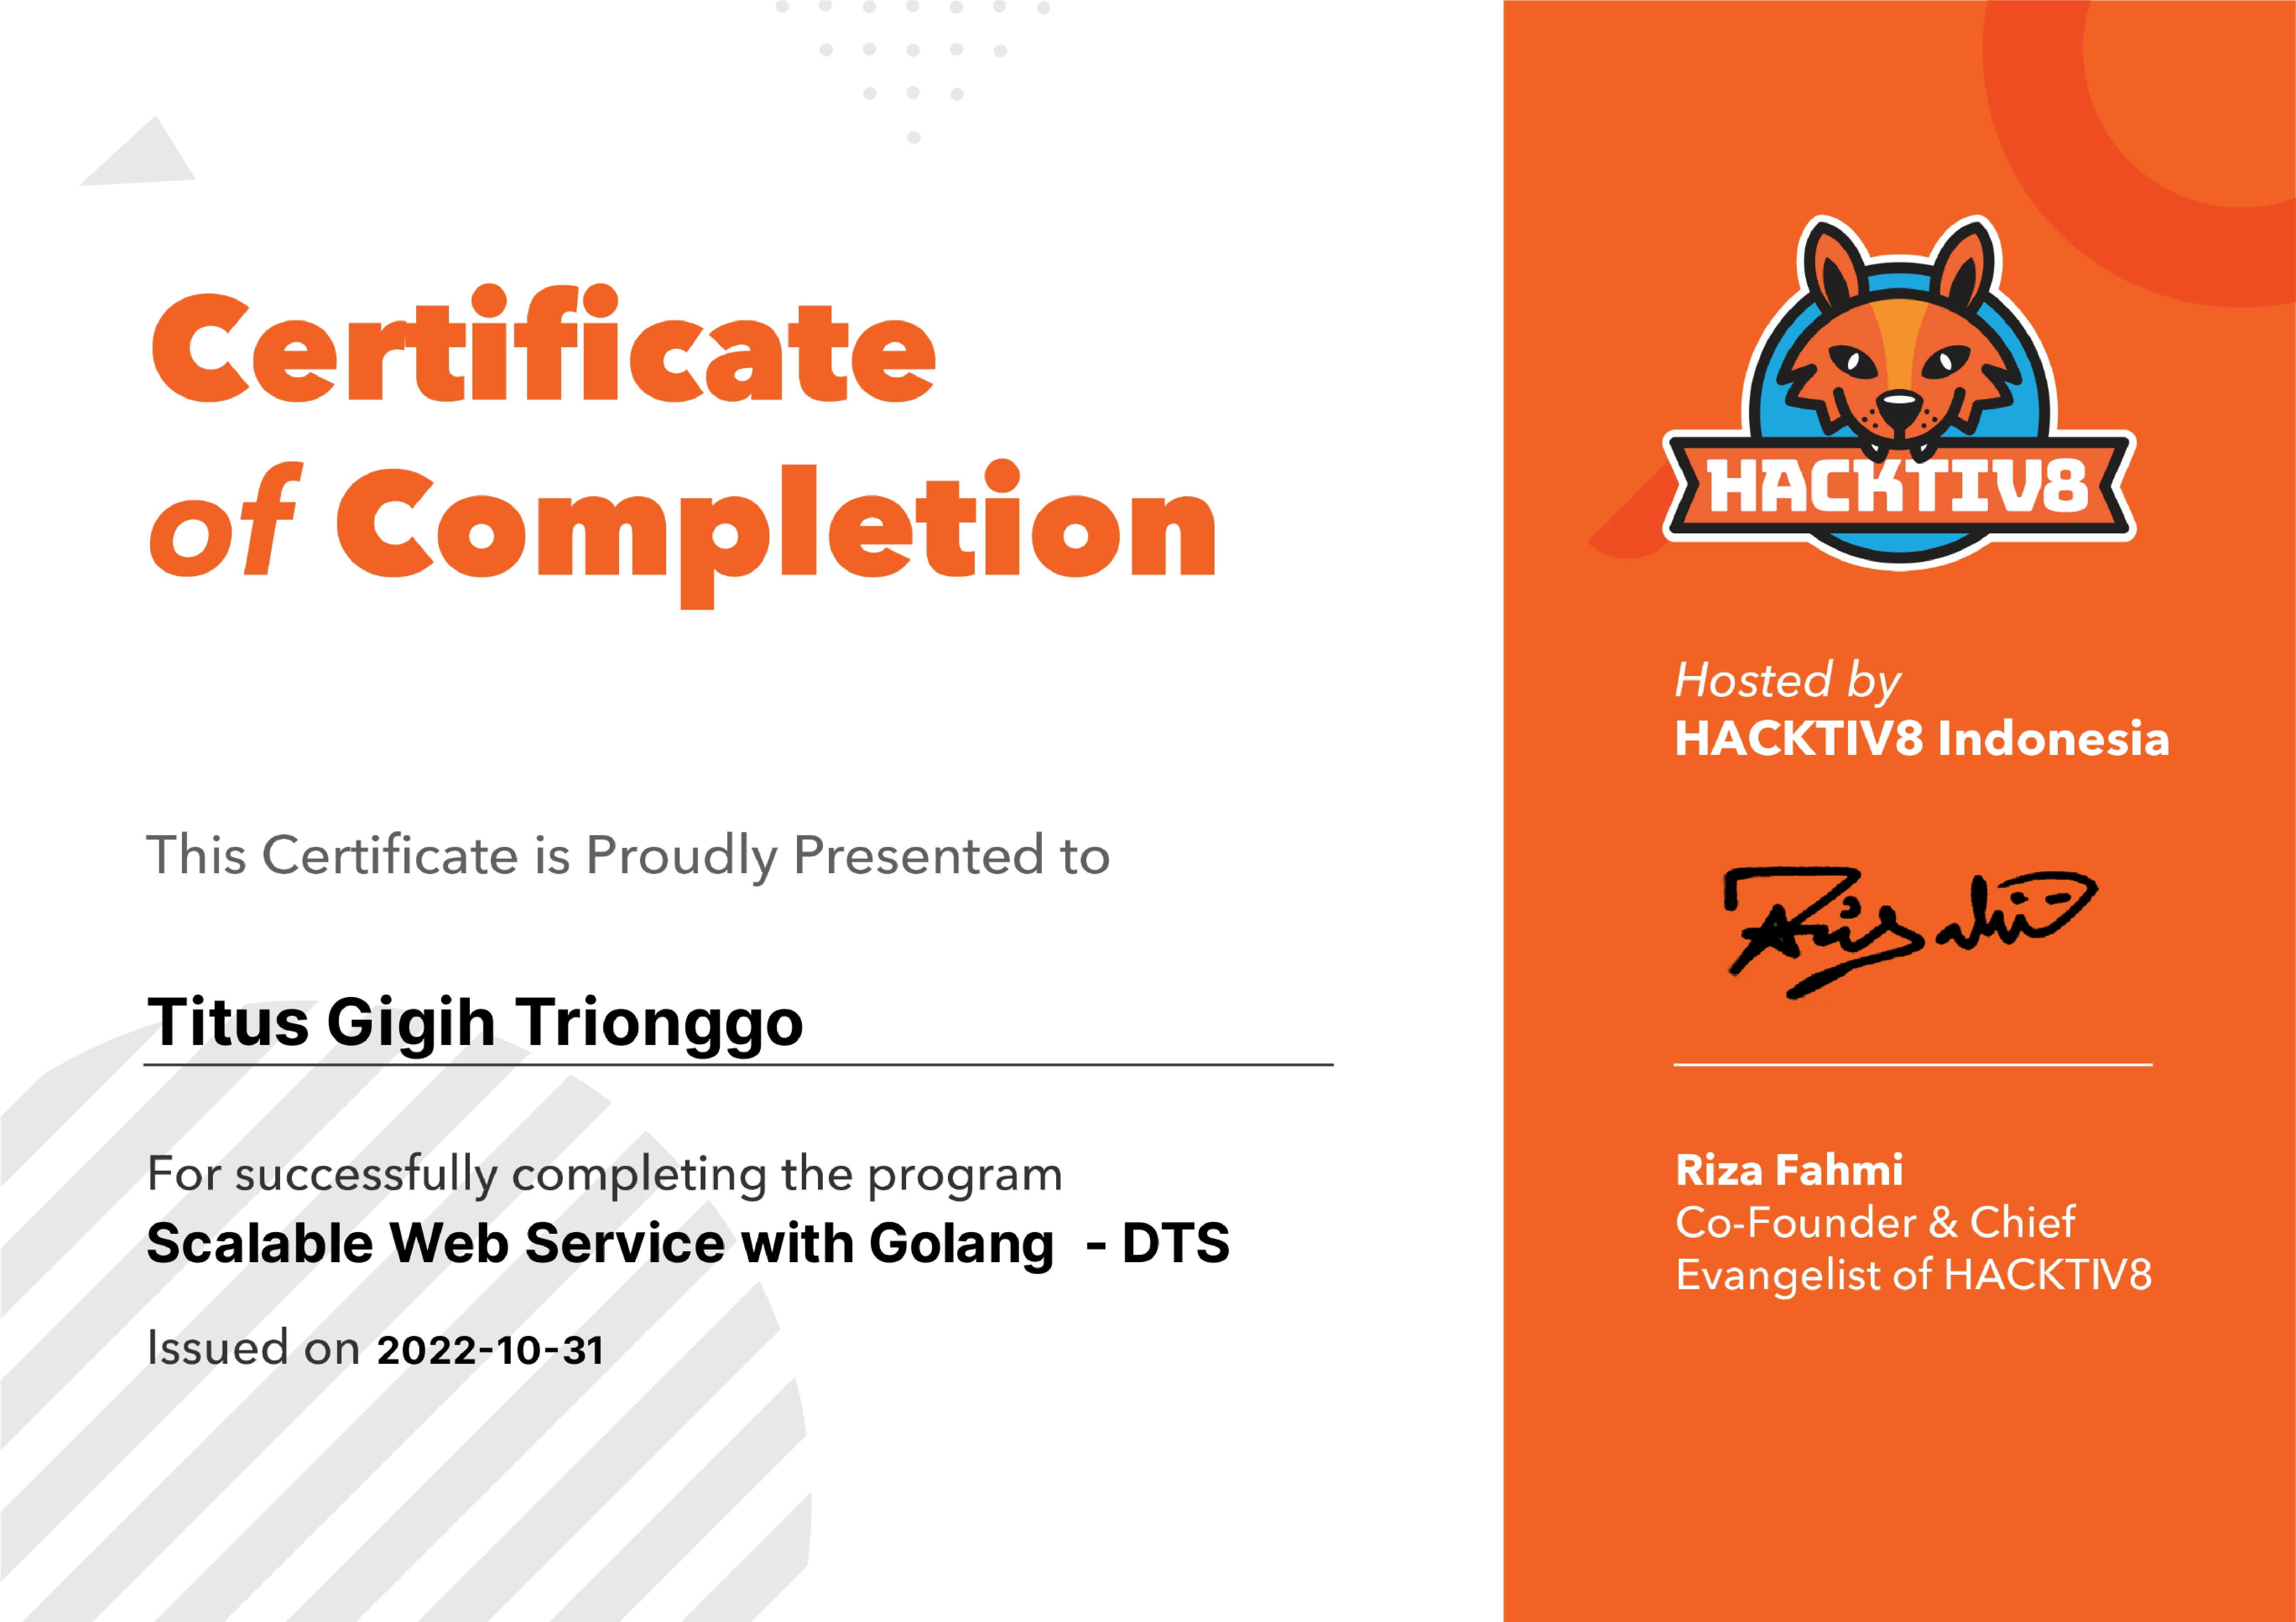 Certificate
of Completion
This Certificate is Proudly Presented to
Titus Gigih Trionggo
For successfully completing the program
Scalable Web Service with Golang  - DTS
Issued on 2022-10-31
HACKTIV8
Hosted by
HACKTIV8 Indonesia
Riza Fahmi
Co-Founder & Chief
Evangelist of HACKTIV8